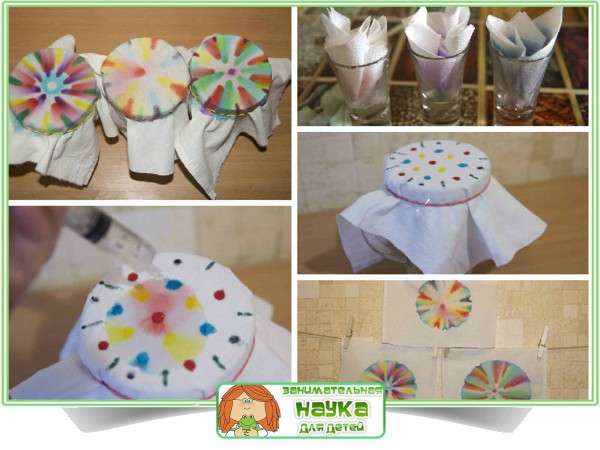 занимательная
наука
для детей